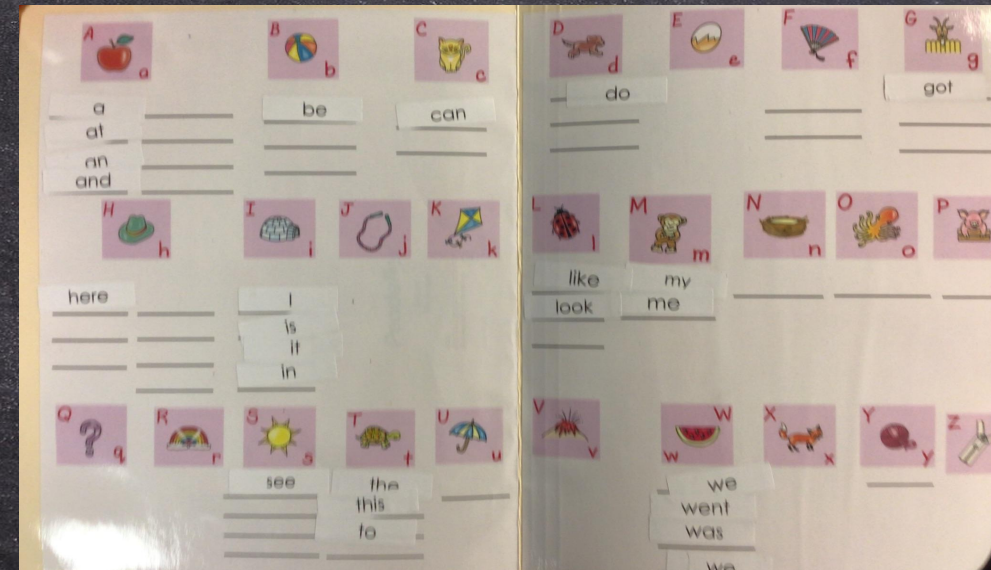 A a
B b
C c
D d
E e
F f
G g
a
be
can
do
got
at
an
and
H h
I i
J j
K k
L l
M m
N n
O o
P
here
I
like
my
is
look
me
it
in
Q q
R r
S s
T t
U u
V v
W w
X x
Y y
Z
see
the
we
this
went
to
was
we